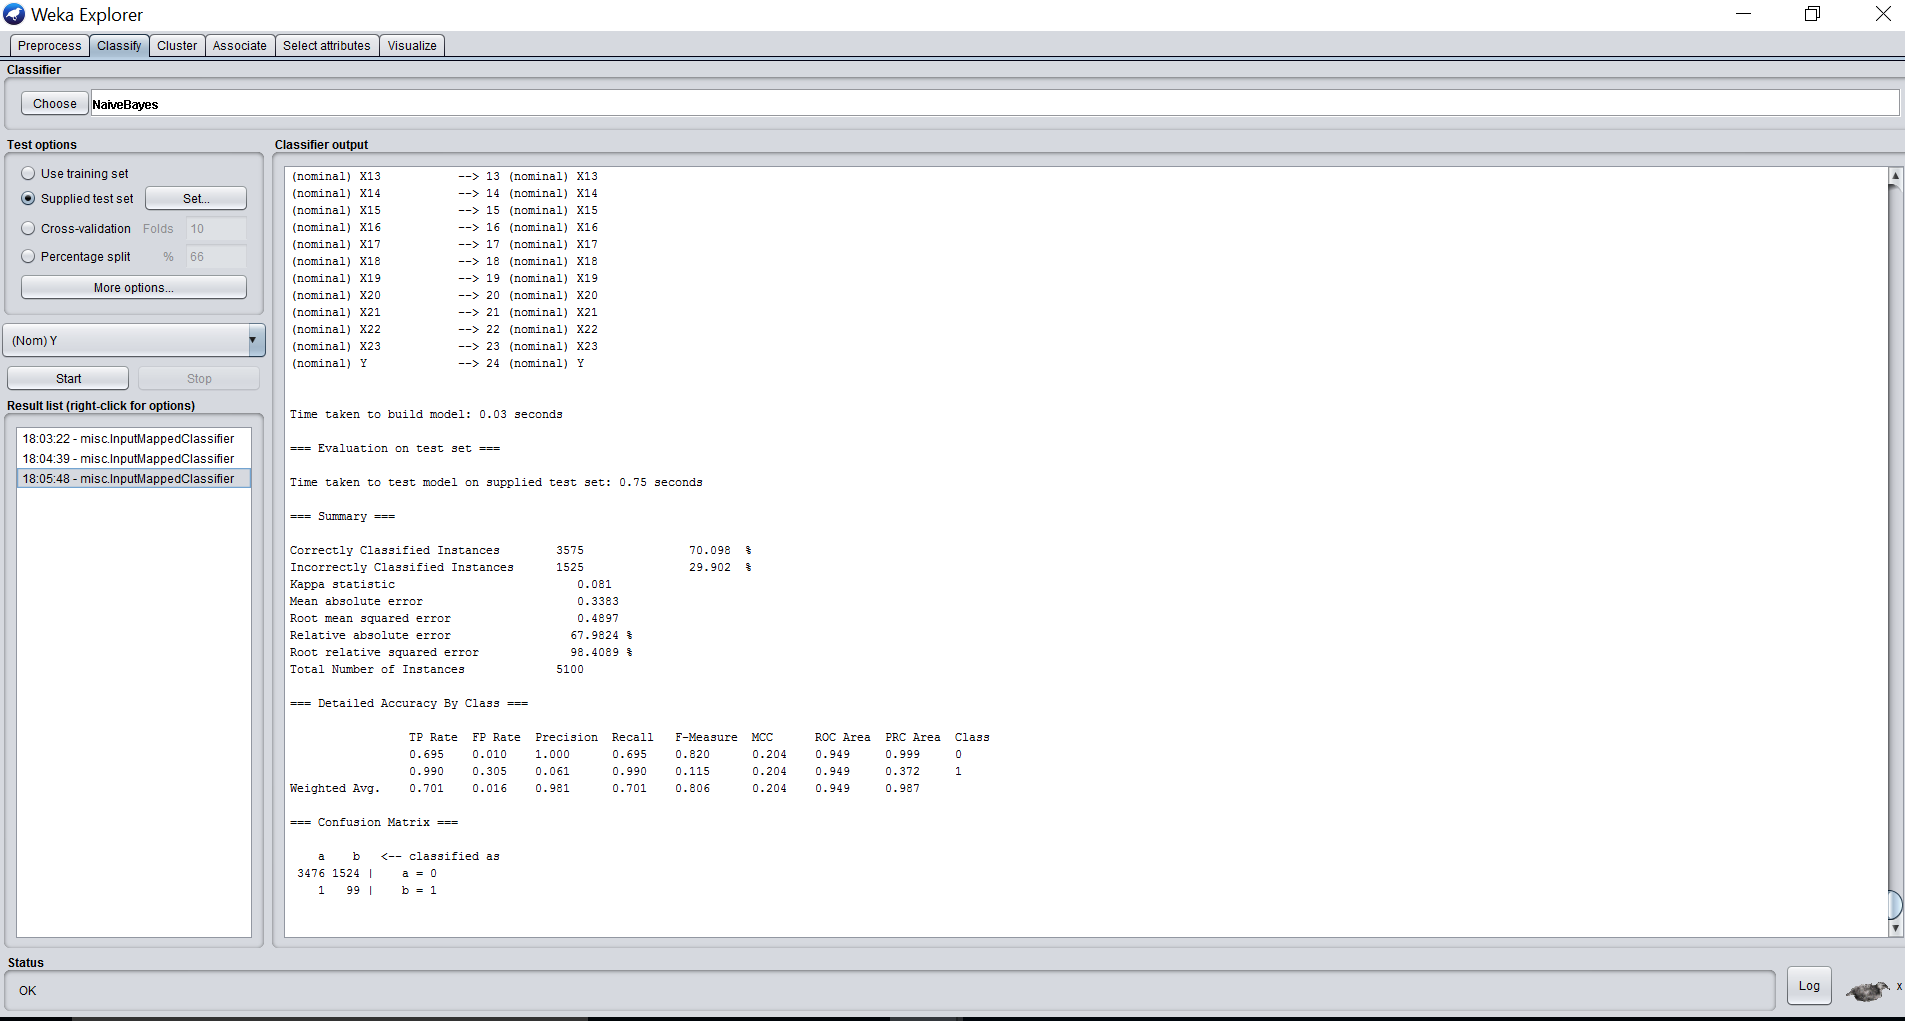 Weka Explorer
Preprocess Classify Cluster Associate Select attributes Visualize
Classifier
Choose NaiveBayes
Test options
Use training set
Supplied test set Set...
Cross-validation Folds 10
Percentage split % 66
More options...
(Nom) Y
Start Stop
Result list (right-click for options)
18:03:22 - misc.InputMappedClassifier
18:04:39 - misc.InputMappedClassifier
18:05:48 - misc.InputMappedClassifier
Classifier output
(nominal) X13 --> 13 (nominal) X13
(nominal) X14 --> 14 (nominal) X14
(nominal) X15 --> 15 (nominal) X15
(nominal) X16 --> 16 (nominal) X16
(nominal) X17 --> 17 (nominal) X17
(nominal) X18 --> 18 (nominal) X18
(nominal) X19 --> 19 (nominal) X19
(nominal) X20 --> 20 (nominal) X20
(nominal) X21 --> 21 (nominal) X21
(nominal) X22 --> 22 (nominal) X22
(nominal) X23 --> 23 (nominal) X23
(nominal) Y --> 24 (nominal) Y
Time taken to build model: 0.03 seconds
=== Evaluation on test set ===
Time taken to test model on supplied test set: 0.75 seconds
=== Summary ===
Correctly Classified Instances 3575 70.098 %
Incorrectly Classified Instances 1525 29.902 %
Kappa statistic 0.081
Mean absolute error 0.3383
Root mean squared error 0.4897
Relative absolute error 67.9824 %
Root relative squared error 98.4089 %
Total Number of Instances 5100
=== Detailed Accuracy By Class ===
TP Rate FP Rate Precision Recall F-Measure MCC ROC Area PRC Area Class
0.695 0.010 1.000 0.695 0.820 0.204 0.949 0.999 0
0.990 0.305 0.061 0.990 0.115 0.204 0.949 0.372 1
Weighted Avg. 0.701 0.016 0.981 0.701 0.806 0.204 0.949 0.987
=== Confusion Matrix ===
a b <-- classified as
3476 1524 | a = 0
1 99 | b = 1
Status
OK
Log
x